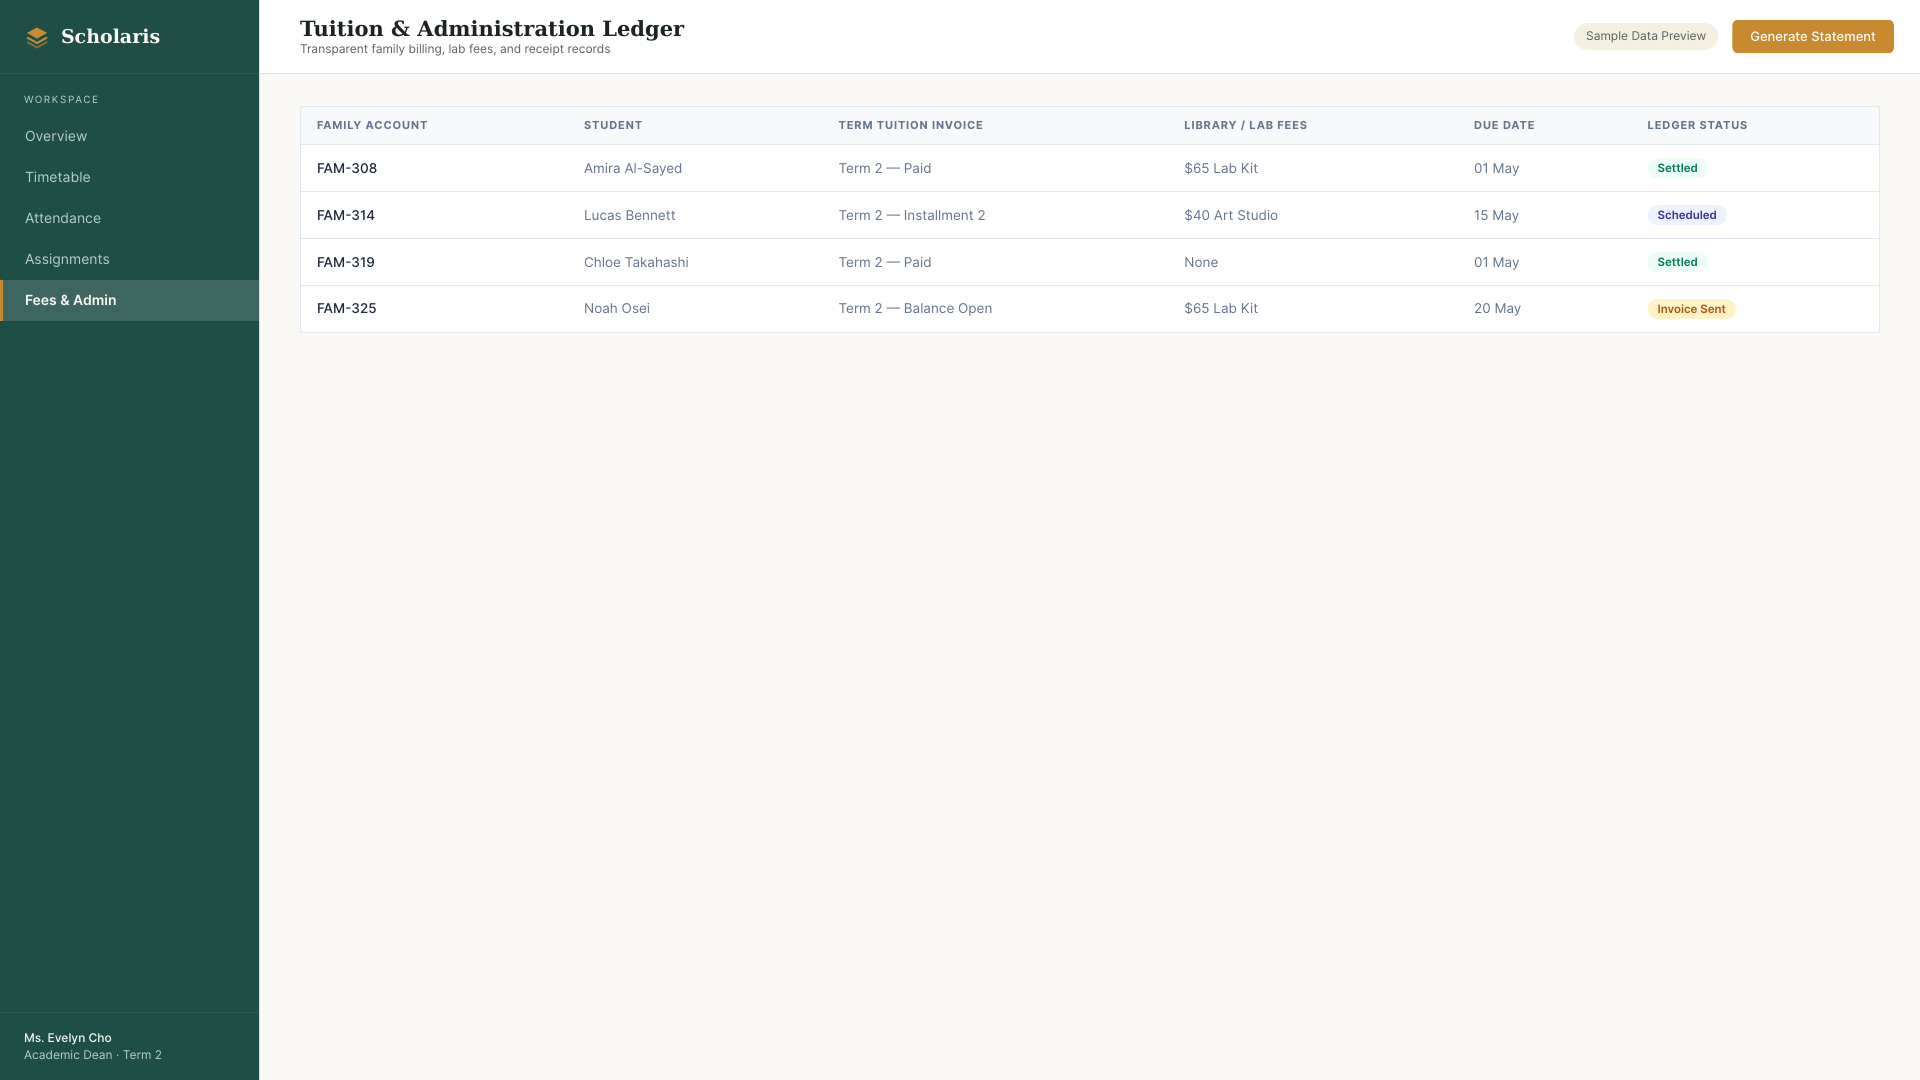 Scholaris
WORKSPACE
Overview
Timetable
Attendance
Assignments
Fees & Admin
Ms. Evelyn Cho
Academic Dean · Term 2
Tuition & Administration Ledger
Transparent family billing, lab fees, and receipt records
Sample Data Preview
Generate Statement
FAMILY ACCOUNT STUDENT TERM TUITION INVOICE LIBRARY / LAB FEES DUE DATE LEDGER STATUS
FAM-308 Amira Al-Sayed Term 2 — Paid $65 Lab Kit 01 May Settled
FAM-314 Lucas Bennett Term 2 — Installment 2 $40 Art Studio 15 May Scheduled
FAM-319 Chloe Takahashi Term 2 — Paid None 01 May Settled
FAM-325 Noah Osei Term 2 — Balance Open $65 Lab Kit 20 May Invoice Sent